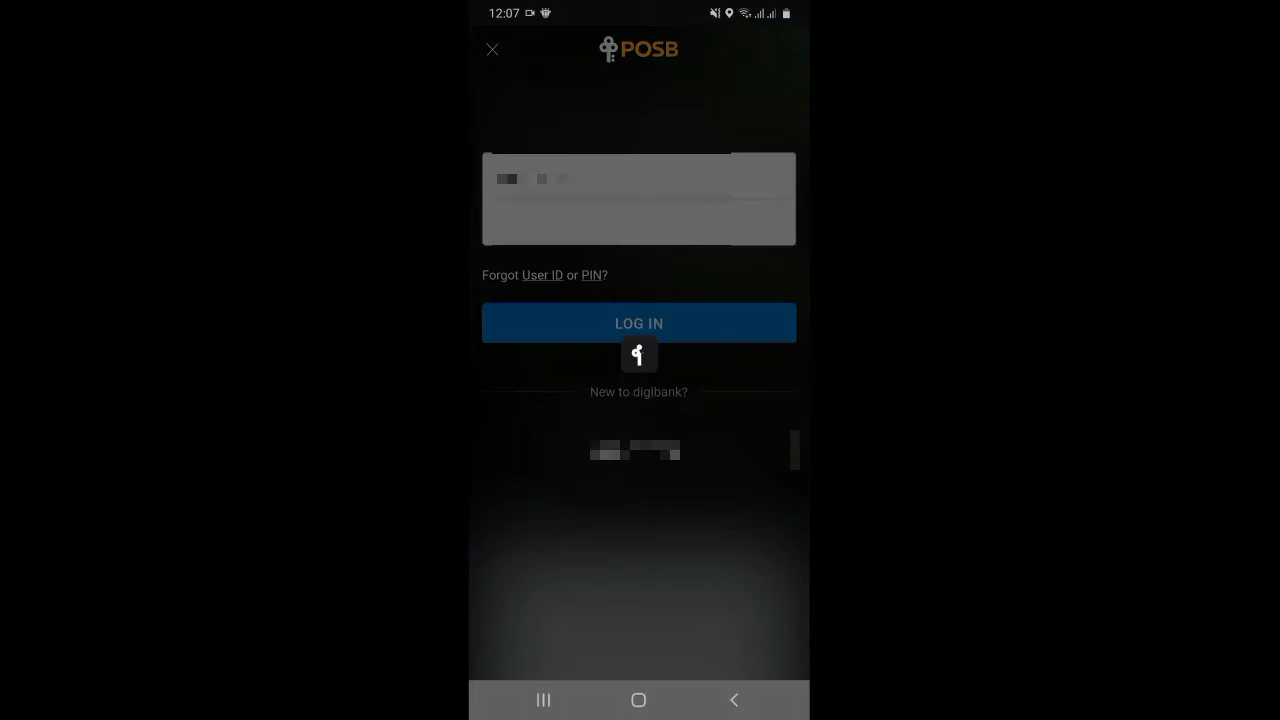 12:07
POSB
Forgot User ID or PIN?
LOG IN
New to digibank?